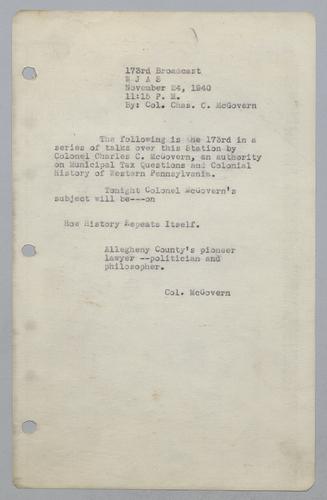 173rd Broadcast
W J A S
November 24, 1940
11:15 P. M.
By: Col. Chas. C. McGovern
The following is the 173rd in a
series of talks over this Station by
Colonel Charles C. McGovern, an authority
on Municipal Tax Questions and Colonial
History of Western Pennsylvania.
Tonight Colonel McGovern's
subject will be---on
How History Repeats Itself.
Allegheny County's pioneer
lawyer --politician and
philosopher.
Col. McGovern